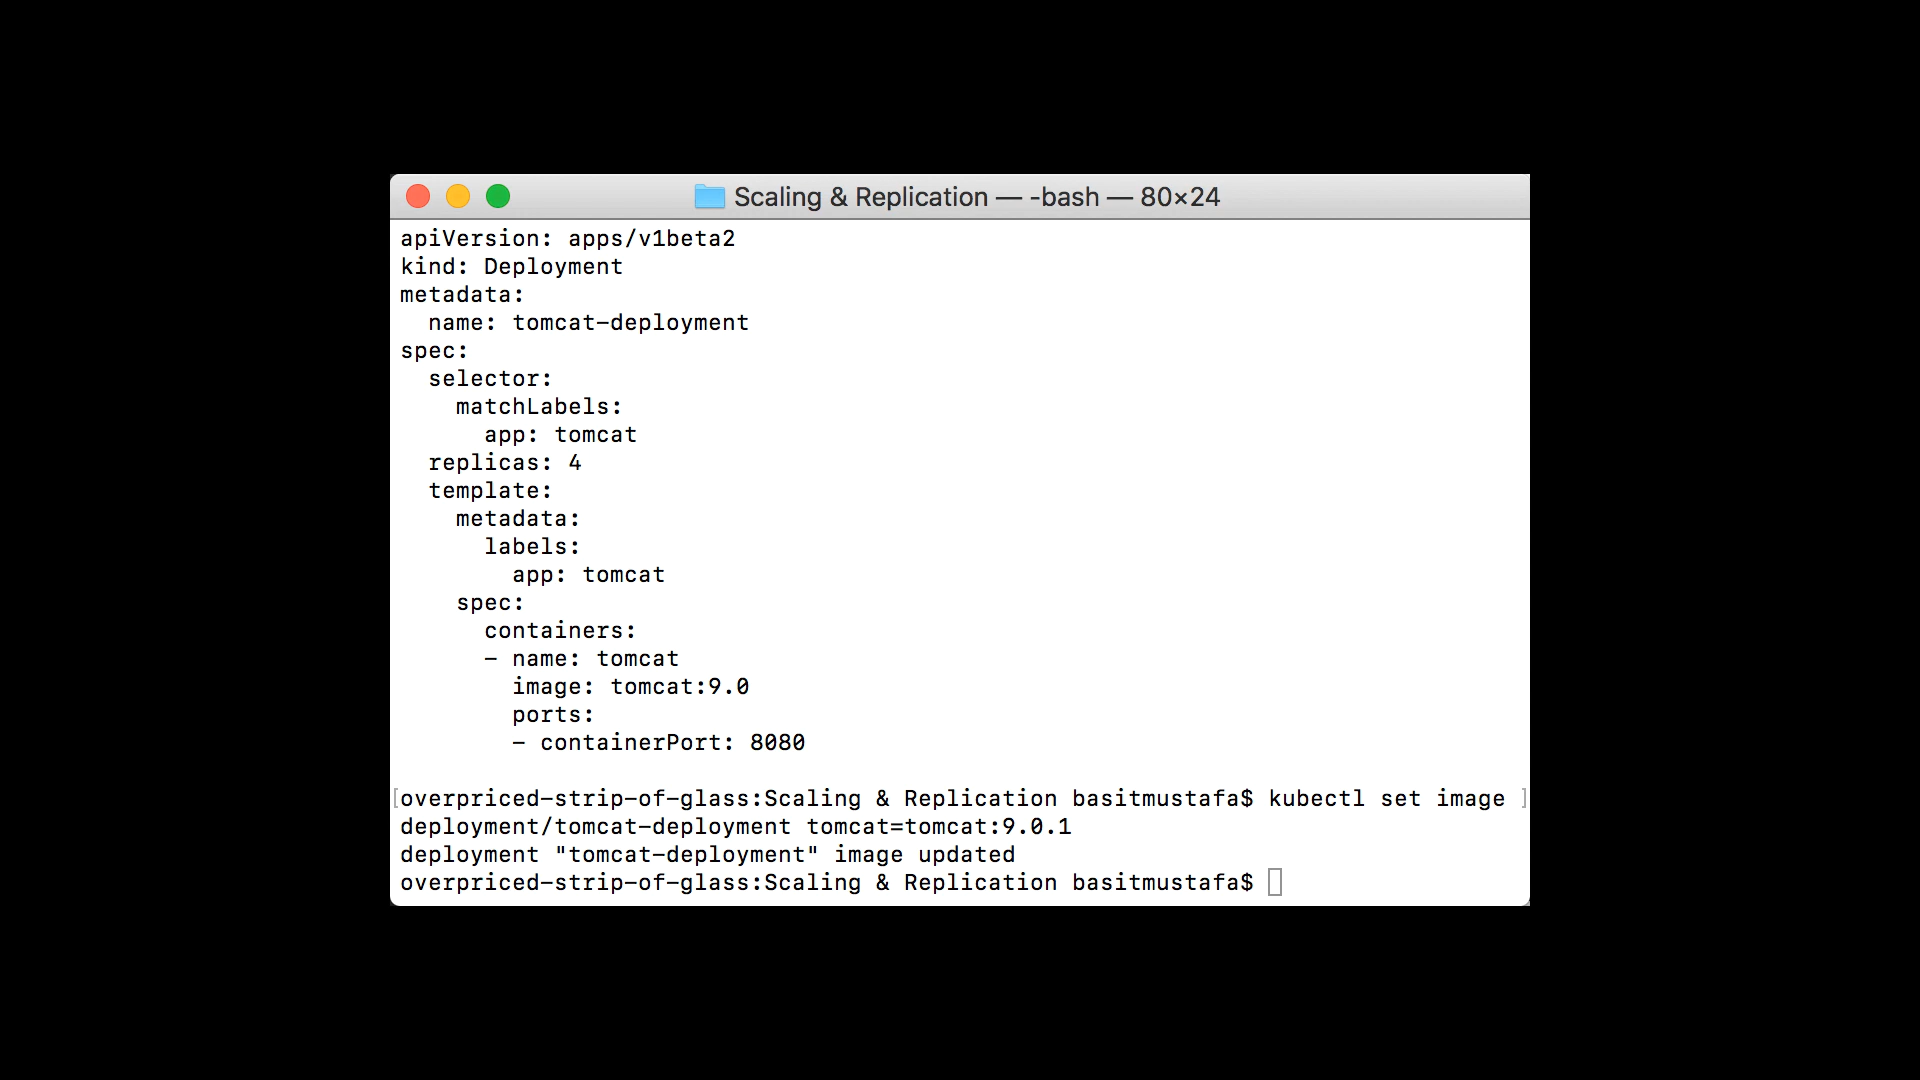 Scaling & Replication — -bash — 80×24
apiVersion: apps/v1beta2
kind: Deployment
metadata:
  name: tomcat-deployment
spec:
  selector:
    matchLabels:
      app: tomcat
  replicas: 4
  template:
    metadata:
      labels:
        app: tomcat
    spec:
      containers:
      - name: tomcat
        image: tomcat:9.0
        ports:
        - containerPort: 8080
[overpriced-strip-of-glass:Scaling & Replication basitmustafa$ kubectl set image ]
deployment/tomcat-deployment tomcat=tomcat:9.0.1
deployment "tomcat-deployment" image updated
overpriced-strip-of-glass:Scaling & Replication basitmustafa$